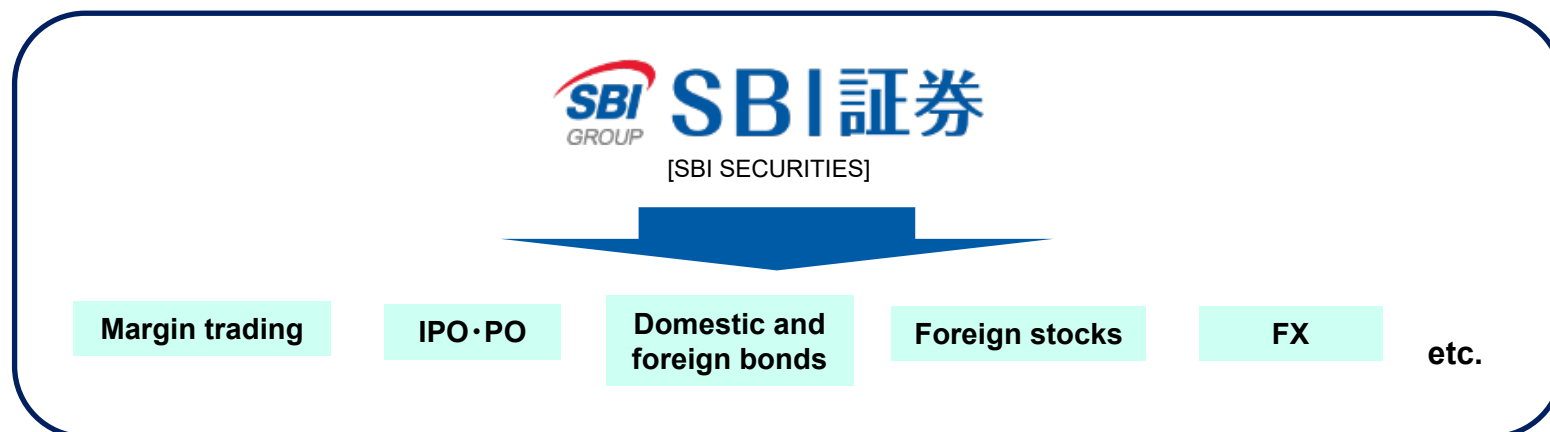 SBI
GROUP
SBI証券
[SBI SECURITIES]
Margin trading
IPO･PO
Domestic and
foreign bonds
Foreign stocks
FX
etc.